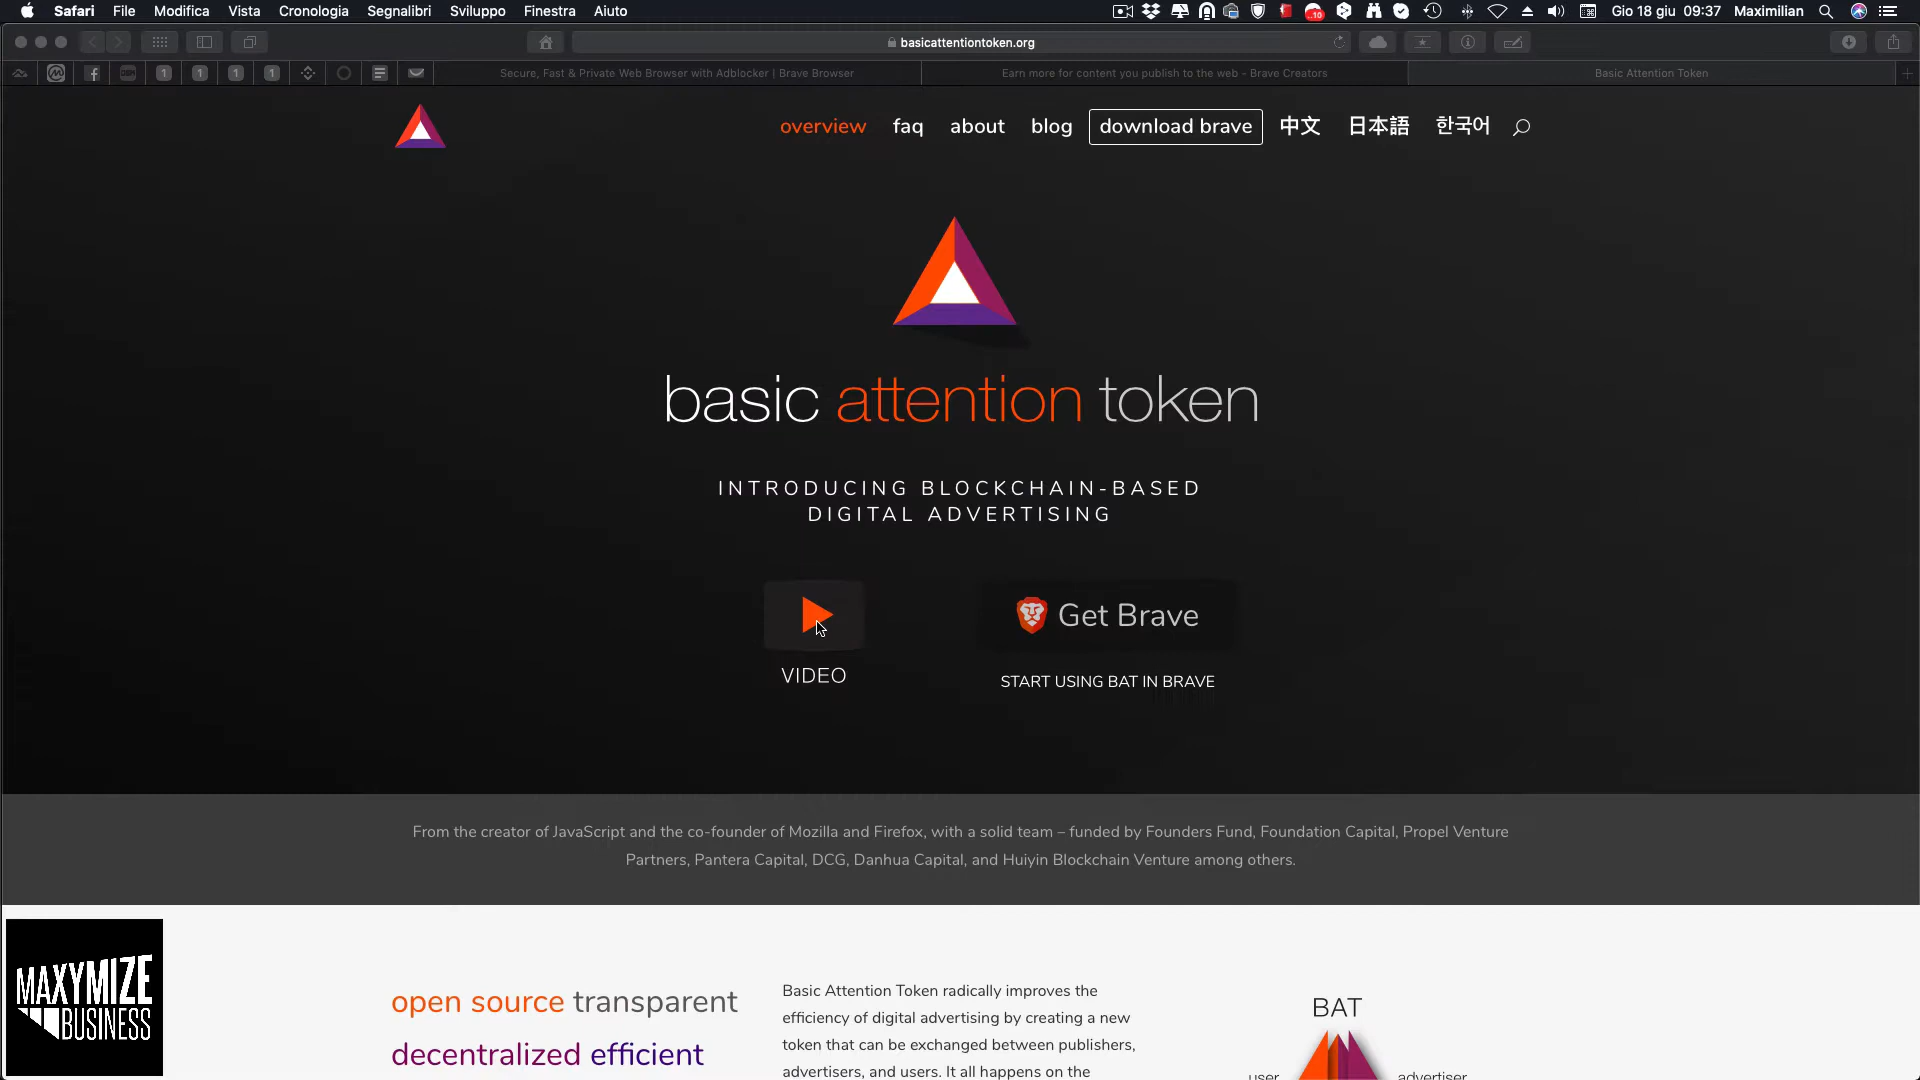 Safari File Modifica Vista Cronologia Segnalibri Sviluppo Finestra Aiuto
10
Gio 18 giu 09:37 Maximilian
basicattentiontoken.org
1 1 1 1
Secure, Fast & Private Web Browser with Adblocker | Brave Browser
Earn more for content you publish to the web - Brave Creators
Basic Attention Token
overview faq about blog download brave 中文 日本語 한국어
basic attention token
INTRODUCING BLOCKCHAIN-BASED
DIGITAL ADVERTISING
Get Brave
VIDEO
START USING BAT IN BRAVE
From the creator of JavaScript and the co-founder of Mozilla and Firefox, with a solid team – funded by Founders Fund, Foundation Capital, Propel Venture
Partners, Pantera Capital, DCG, Danhua Capital, and Huiyin Blockchain Venture among others.
MAXYMIZE
BUSINESS
open source transparent
decentralized efficient
Basic Attention Token radically improves the
efficiency of digital advertising by creating a new
token that can be exchanged between publishers,
advertisers, and users. It all happens on the
BAT
user advertiser